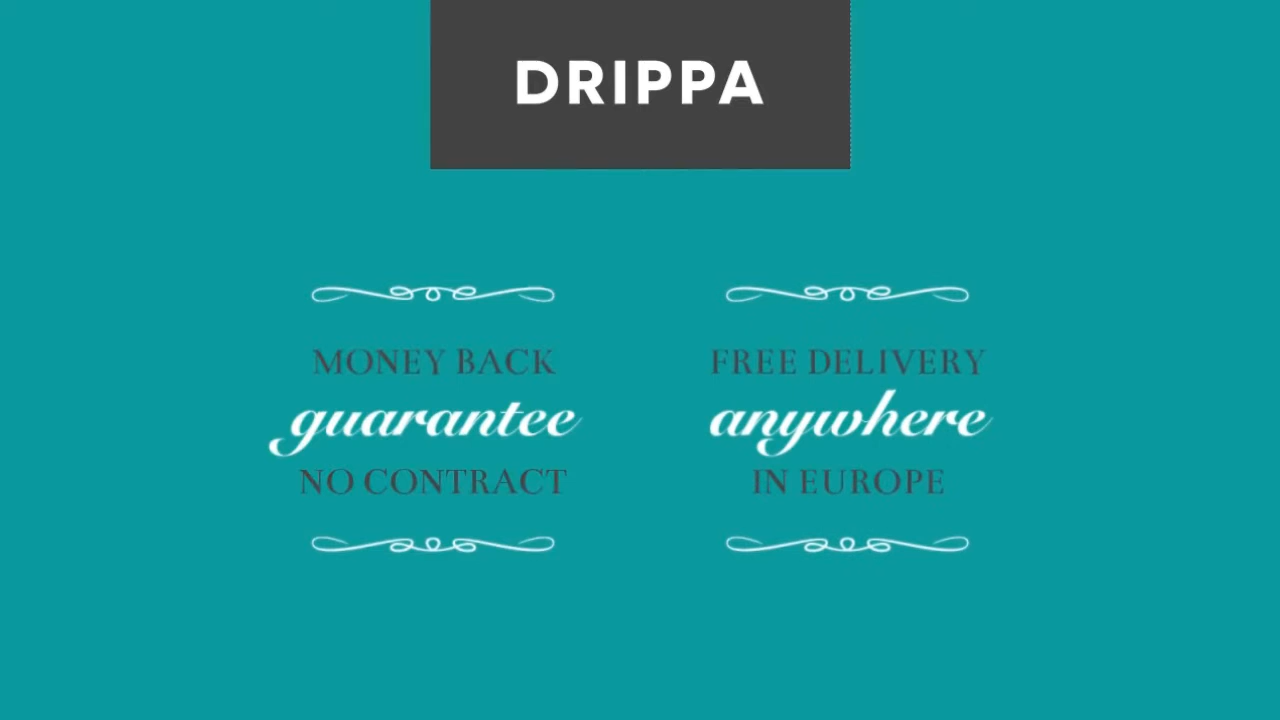 DRIPPA
MONEY BACK
guarantee
NO CONTRACT
FREE DELIVERY
anywhere
IN EUROPE